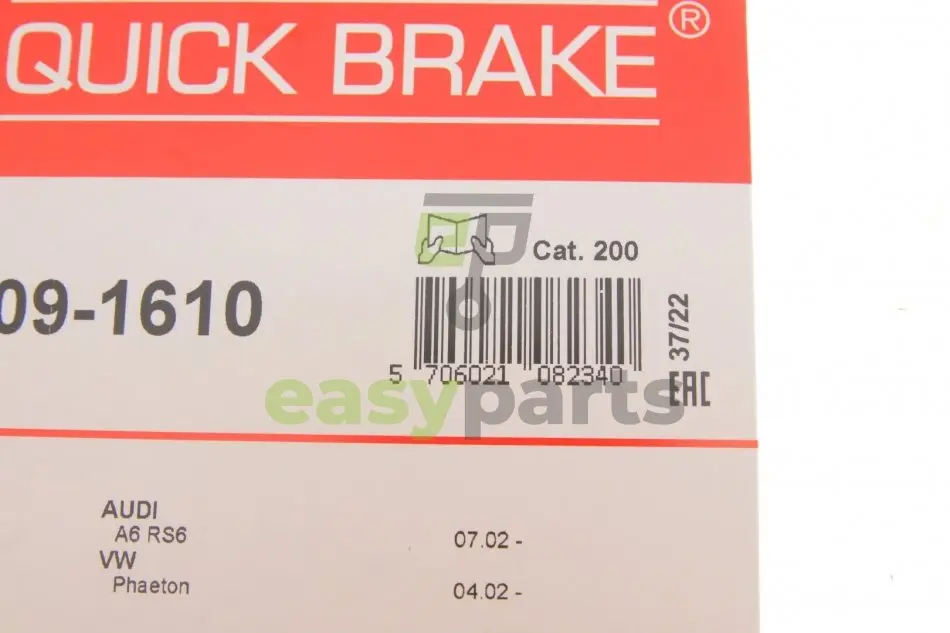 QUICK BRAKE®
Cat. 200
09-1610
37/22
5 706021 082340
EAC
easyparts
AUDI
A6 RS6 07.02 -
VW
Phaeton 04.02 -